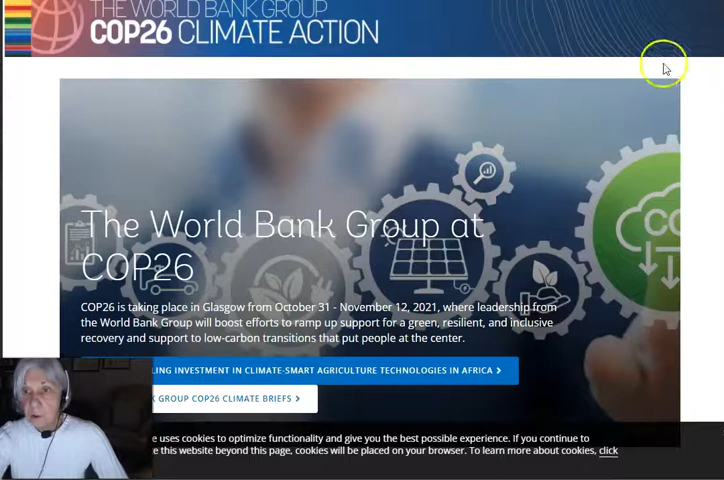 THE WORLD BANK GROUP
COP26 CLIMATE ACTION
CO
The World Bank Group at
COP26
COP26 is taking place in Glasgow from October 31 - November 12, 2021, where leadership from
the World Bank Group will boost efforts to ramp up support for a green, resilient, and inclusive
recovery and support to low-carbon transitions that put people at the center.
LING INVESTMENT IN CLIMATE-SMART AGRICULTURE TECHNOLOGIES IN AFRICA >
K GROUP COP26 CLIMATE BRIEFS >
e uses cookies to optimize functionality and give you the best possible experience. If you continue to
te this website beyond this page, cookies will be placed on your browser. To learn more about cookies, click